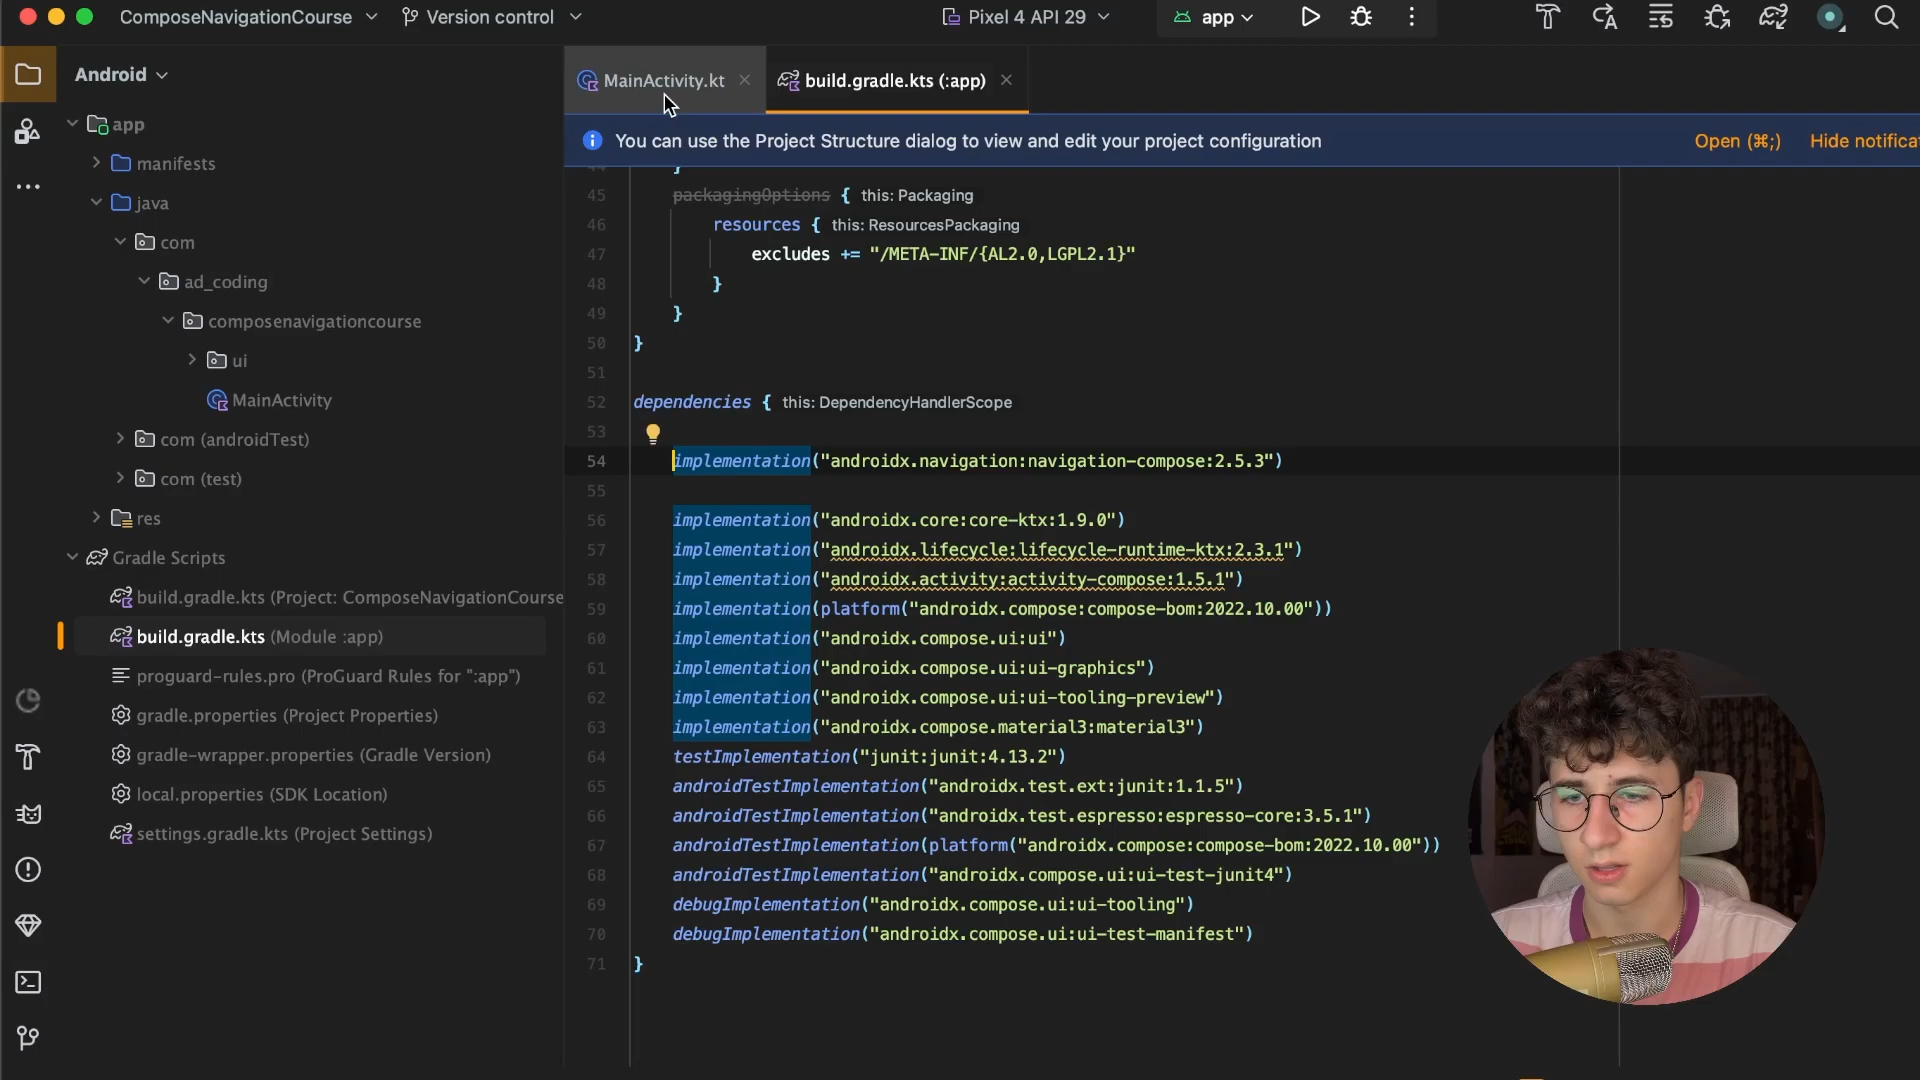 ComposeNavigationCourse
Version control
Pixel 4 API 29
app
Android
MainActivity.kt
build.gradle.kts (:app)
You can use the Project Structure dialog to view and edit your project configuration
Open (⌘;)
Hide notifica
app
manifests
java
com
ad_coding
composenavigationcourse
ui
MainActivity
com (androidTest)
com (test)
res
Gradle Scripts
build.gradle.kts (Project: ComposeNavigationCourse
build.gradle.kts (Module :app)
proguard-rules.pro (ProGuard Rules for ":app")
gradle.properties (Project Properties)
gradle-wrapper.properties (Gradle Version)
local.properties (SDK Location)
settings.gradle.kts (Project Settings)
44 }
45 packagingOptions { this: Packaging
46 resources { this: ResourcesPackaging
47 excludes += "/META-INF/{AL2.0,LGPL2.1}"
48 }
49 }
50 }
51
52 dependencies { this: DependencyHandlerScope
53
54 implementation("androidx.navigation:navigation-compose:2.5.3")
55
56 implementation("androidx.core:core-ktx:1.9.0")
57 implementation("androidx.lifecycle:lifecycle-runtime-ktx:2.3.1")
58 implementation("androidx.activity:activity-compose:1.5.1")
59 implementation(platform("androidx.compose:compose-bom:2022.10.00"))
60 implementation("androidx.compose.ui:ui")
61 implementation("androidx.compose.ui:ui-graphics")
62 implementation("androidx.compose.ui:ui-tooling-preview")
63 implementation("androidx.compose.material3:material3")
64 testImplementation("junit:junit:4.13.2")
65 androidTestImplementation("androidx.test.ext:junit:1.1.5")
66 androidTestImplementation("androidx.test.espresso:espresso-core:3.5.1")
67 androidTestImplementation(platform("androidx.compose:compose-bom:2022.10.00"))
68 androidTestImplementation("androidx.compose.ui:ui-test-junit4")
69 debugImplementation("androidx.compose.ui:ui-tooling")
70 debugImplementation("androidx.compose.ui:ui-test-manifest")
71 }